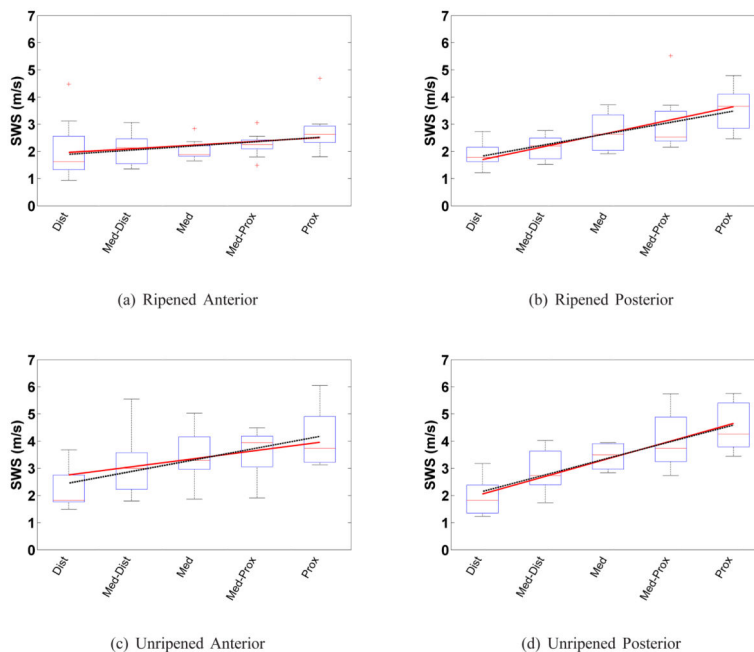 7
6
5
4
3
2
1
0
SWS (m/s)
Dist
Med-Dist
Med
Med-Prox
Prox
(a) Ripened Anterior
7
6
5
4
3
2
1
0
SWS (m/s)
Dist
Med-Dist
Med
Med-Prox
Prox
(b) Ripened Posterior
7
6
5
4
3
2
1
0
SWS (m/s)
Dist
Med-Dist
Med
Med-Prox
Prox
(c) Unripened Anterior
7
6
5
4
3
2
1
0
SWS (m/s)
Dist
Med-Dist
Med
Med-Prox
Prox
(d) Unripened Posterior